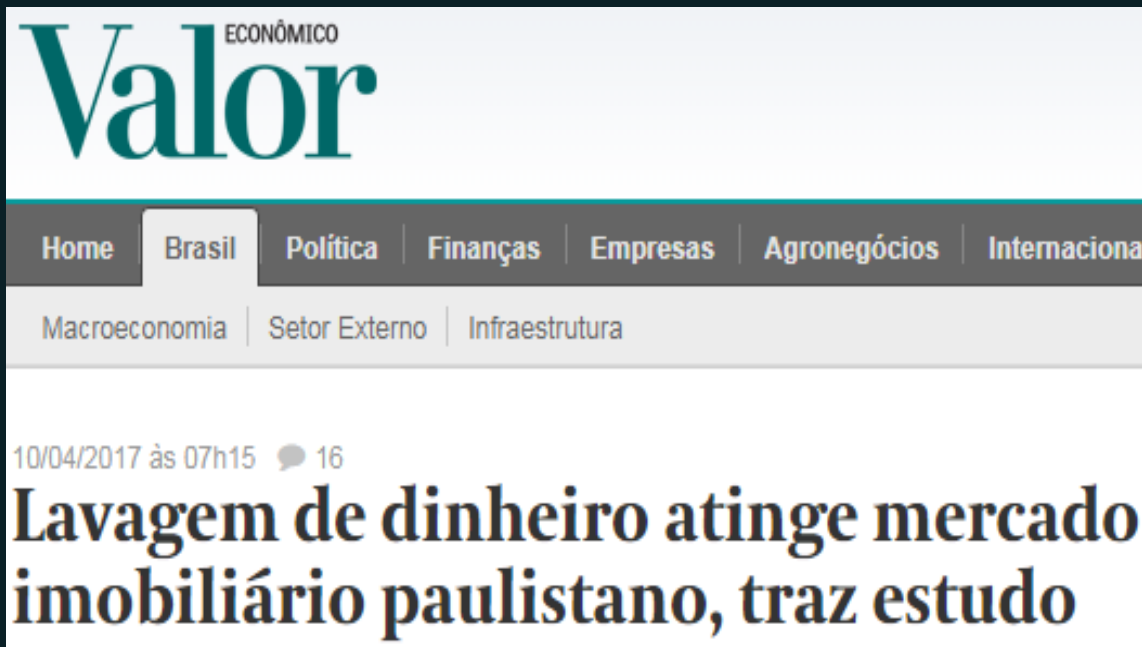 ECONÔMICO
Valor
Home Brasil Política Finanças Empresas Agronegócios Internaciona
Macroeconomia Setor Externo Infraestrutura
10/04/2017 às 07h15 16
Lavagem de dinheiro atinge mercado
imobiliário paulistano, traz estudo